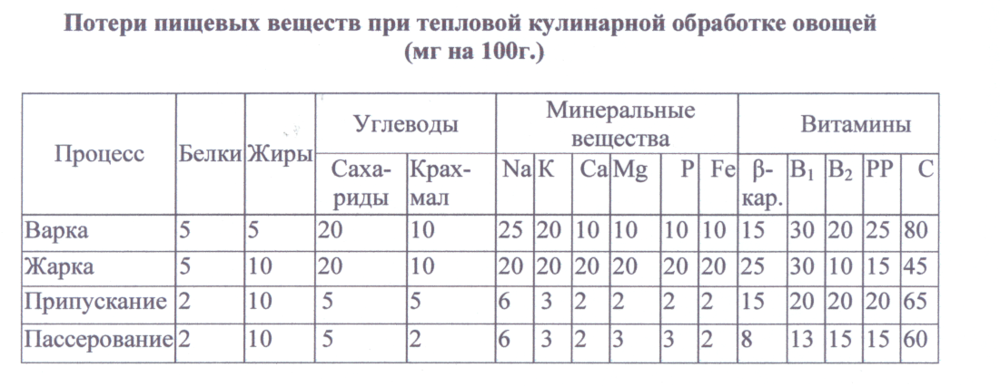 Потери пищевых веществ при тепловой кулинарной обработке овощей
(мг на 100г.)
Процесс Белки Жиры Углеводы Минеральные вещества Витамины
Саха-риды Крах-мал Na K Ca Mg P Fe β-кар. B₁ B₂ PP C
Варка 5 5 20 10 25 20 10 10 10 10 15 30 20 25 80
Жарка 5 10 20 10 20 20 20 20 20 20 25 30 10 15 45
Припускание 2 10 5 5 6 3 2 2 2 2 15 20 20 20 65
Пассерование 2 10 5 2 6 3 2 3 3 2 8 13 15 15 60